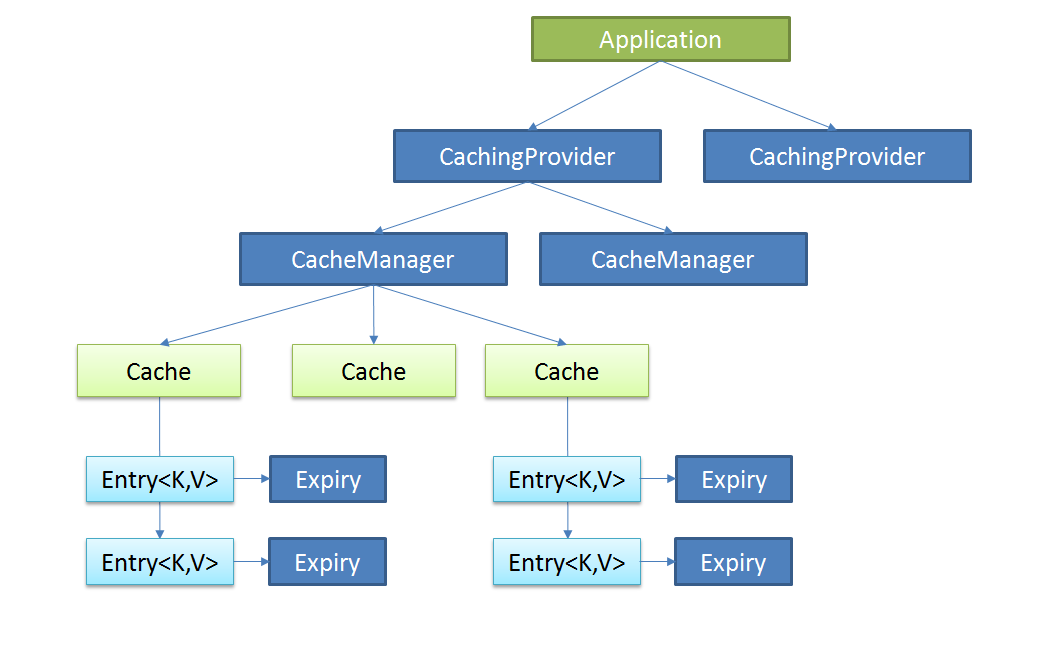 Application
CachingProvider
CachingProvider
CacheManager
CacheManager
Cache
Cache
Cache
Entry<K,V>
Expiry
Entry<K,V>
Expiry
Entry<K,V>
Expiry
Entry<K,V>
Expiry